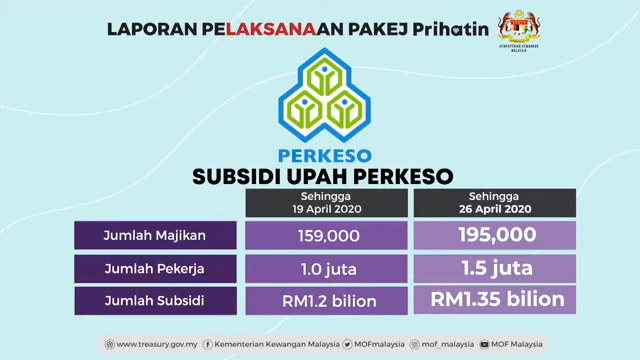 LAPORAN PELAKSANAAN PAKEJ Prihatin
KEMENTERIAN KEWANGAN
MALAYSIA
PERKESO
SUBSIDI UPAH PERKESO
Sehingga
19 April 2020
Sehingga
26 April 2020
Jumlah Majikan 159,000 195,000
Jumlah Pekerja 1.0 juta 1.5 juta
Jumlah Subsidi RM1.2 bilion RM1.35 bilion
www.treasury.gov.my Kementerian Kewangan Malaysia MOFmalaysia mof_malaysia MOF Malaysia